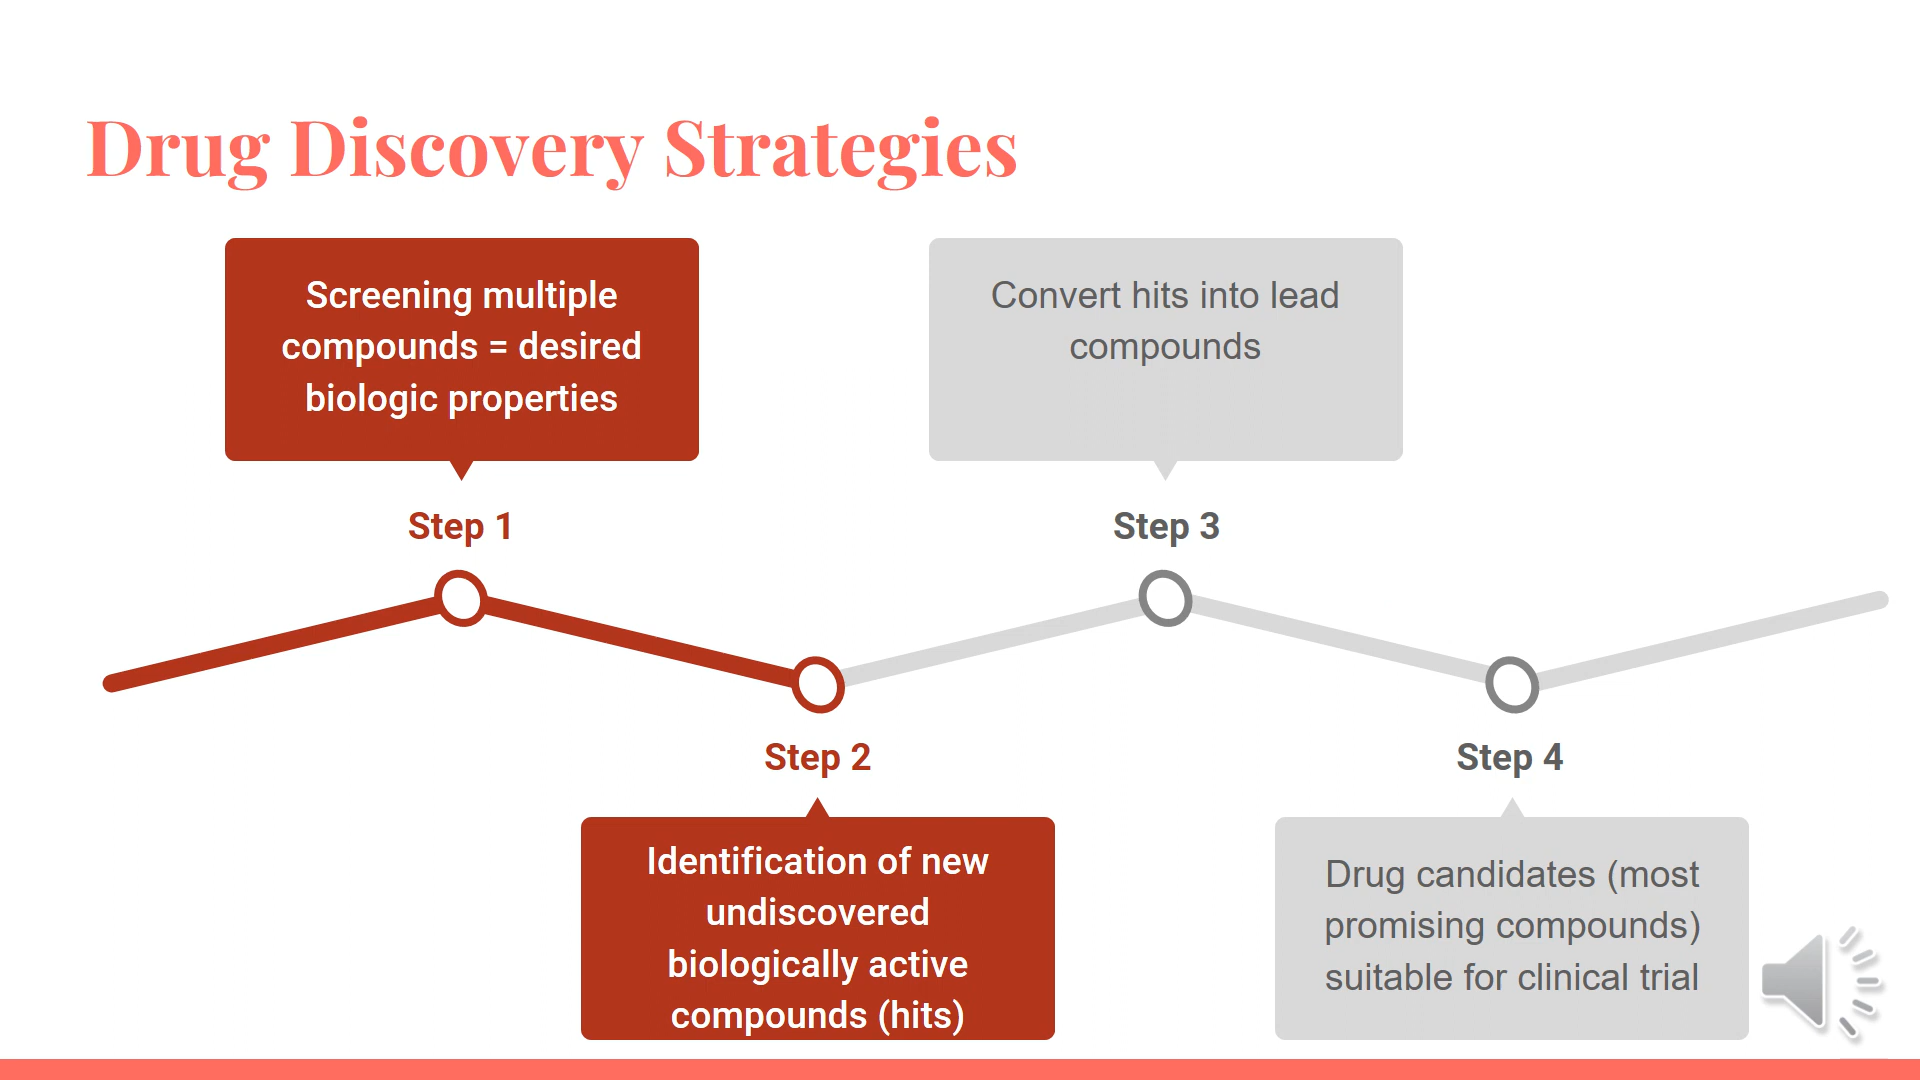 Drug Discovery Strategies
Screening multiple
compounds = desired
biologic properties
Step 1
Step 2
Identification of new
undiscovered
biologically active
compounds (hits)
Convert hits into lead
compounds
Step 3
Step 4
Drug candidates (most
promising compounds)
suitable for clinical trial